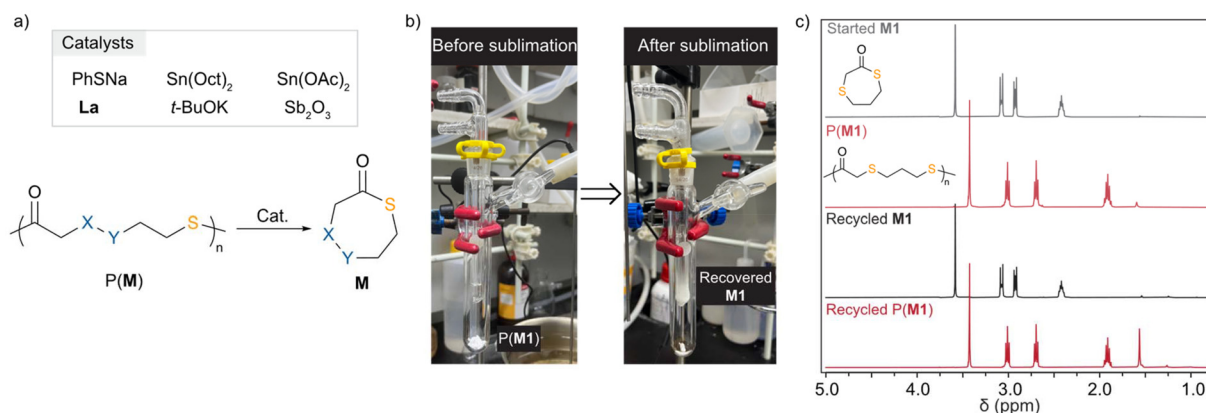 a)
Catalysts
PhSNa Sn(Oct)2 Sn(OAc)2
La t-BuOK Sb2O3
O
O
X
Y
S
n
Cat.
S
X
Y
P(M)
M
b)
Before sublimation
After sublimation
P(M1)
Recovered
M1
c)
Started M1
O
S
S
P(M1)
O
S
S
n
Recycled M1
Recycled P(M1)
5.0 4.0 3.0 2.0 1.0
δ (ppm)